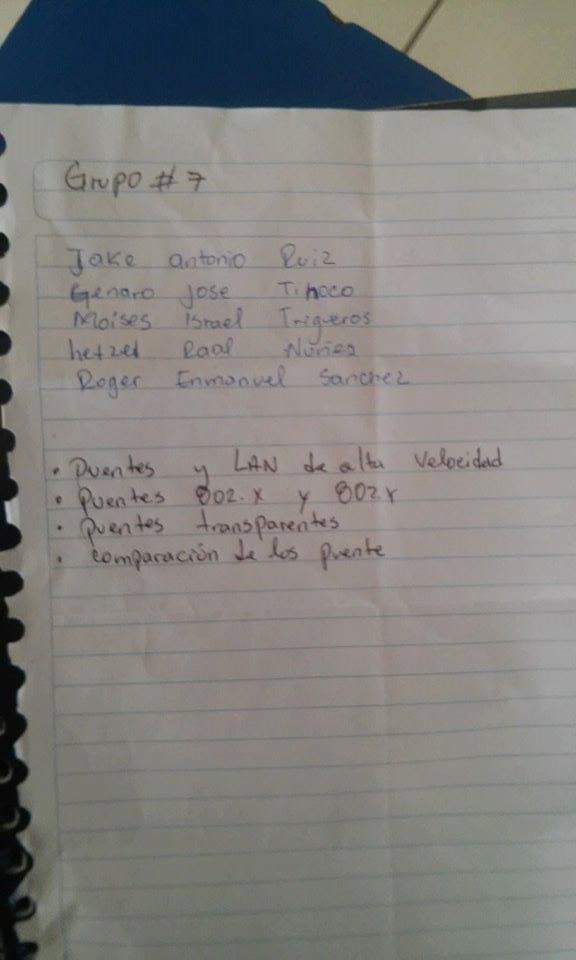 Grupo # 7
Jake antonio Ruiz
Genaro Jose Tinoco
Moises Israel Trigueros
hetzel Raal Nuñes
Roger Enmanuel Sanchez
• Puentes y LAN de alta Velocidad
• puentes 802.X y 802.Y
• puentes transparentes
• comparación de los puente